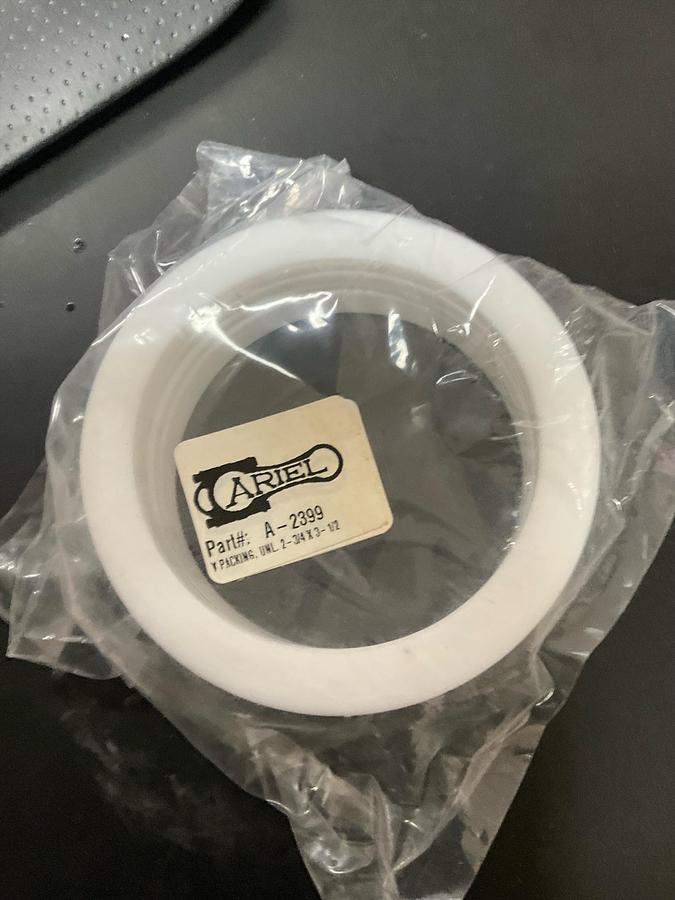 ARIEL
Part#: A-2399
V PACKING, UNL. 2-3/4 X 3-1/2